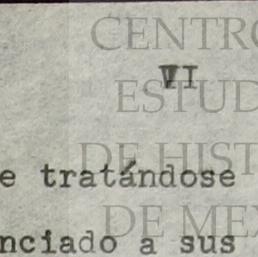 CENTRO
VI
ESTUD
e tratándose
DE HIST
nciado a sus
DE MEX